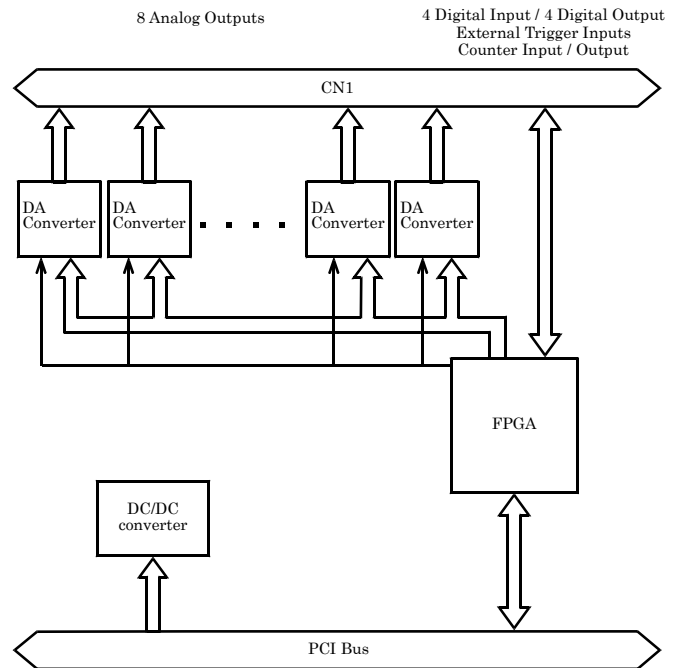 8 Analog Outputs
4 Digital Input / 4 Digital Output
External Trigger Inputs
Counter Input / Output
CN1
DA
Converter
DA
Converter
DA
Converter
DA
Converter
FPGA
DC/DC
converter
PCI Bus